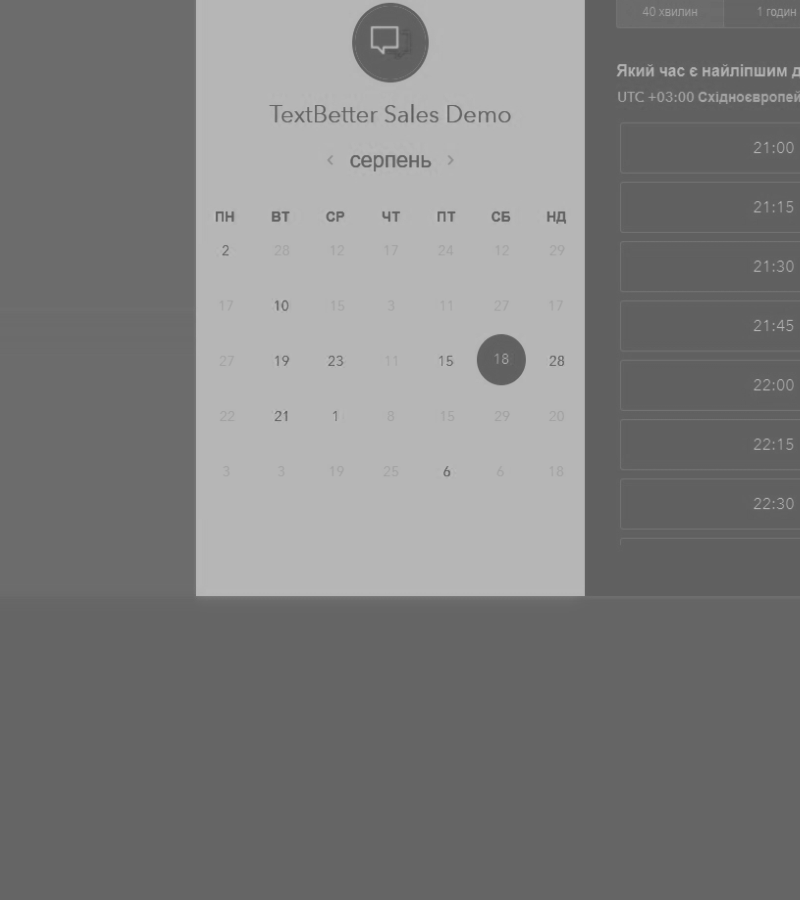 TextBetter Sales Demo
‹ серпень ›
ПН ВТ СР ЧТ ПТ СБ НД
2 28 12 17 24 12 29
17 10 15 3 11 27 17
27 19 23 11 15 18 28
22 21 1 8 15 29 20
3 3 19 25 6 6 18
40 хвилин 1 годин
Який час є найліпшим д
UTC +03:00 Східноєвропей
21:00
21:15
21:30
21:45
22:00
22:15
22:30